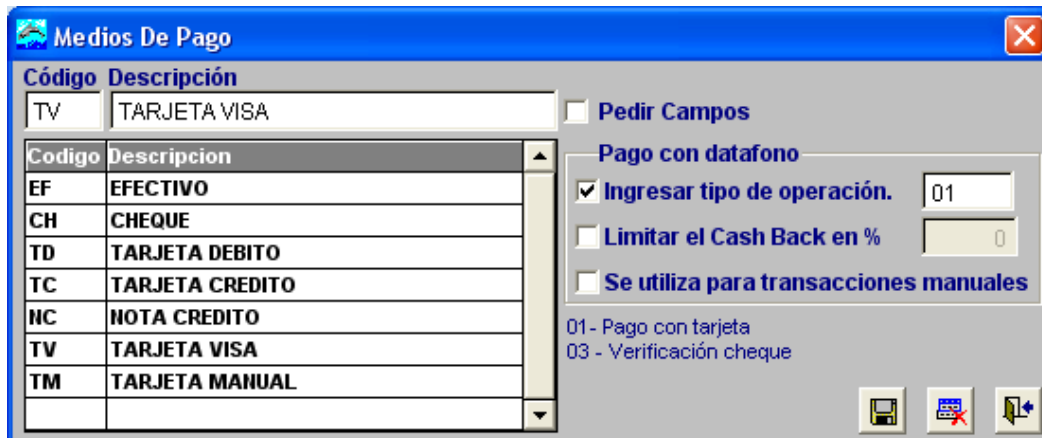 Medios De Pago
Código Descripción
TV TARJETA VISA
Pedir Campos
Codigo Descripcion
EF EFECTIVO
CH CHEQUE
TD TARJETA DEBITO
TC TARJETA CREDITO
NC NOTA CREDITO
TV TARJETA VISA
TM TARJETA MANUAL
Pago con datafono
Ingresar tipo de operación. 01
Limitar el Cash Back en % 0
Se utiliza para transacciones manuales
01- Pago con tarjeta
03 - Verificación cheque